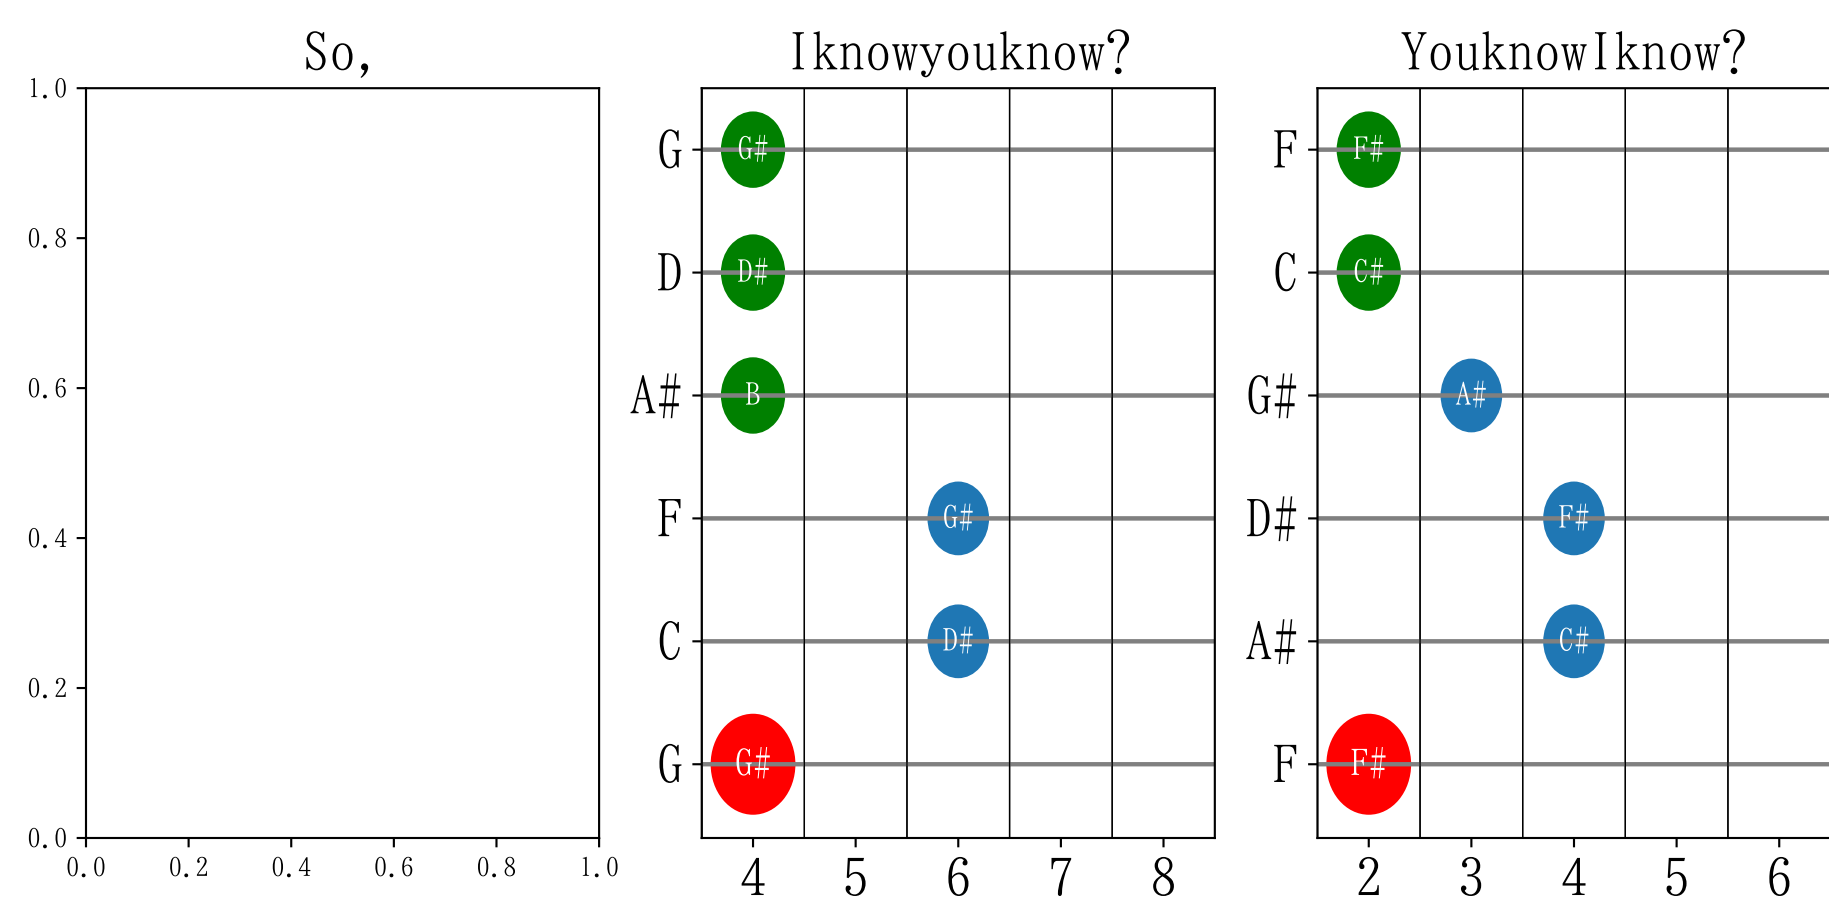 So,
1.0
0.8
0.6
0.4
0.2
0.0
0.0 0.2 0.4 0.6 0.8 1.0
Iknowyouknow?
G G#
D D#
A# B
F G#
C D#
G G#
4 5 6 7 8
YouknowIknow?
F F#
C C#
G# A#
D# F#
A# C#
F F#
2 3 4 5 6